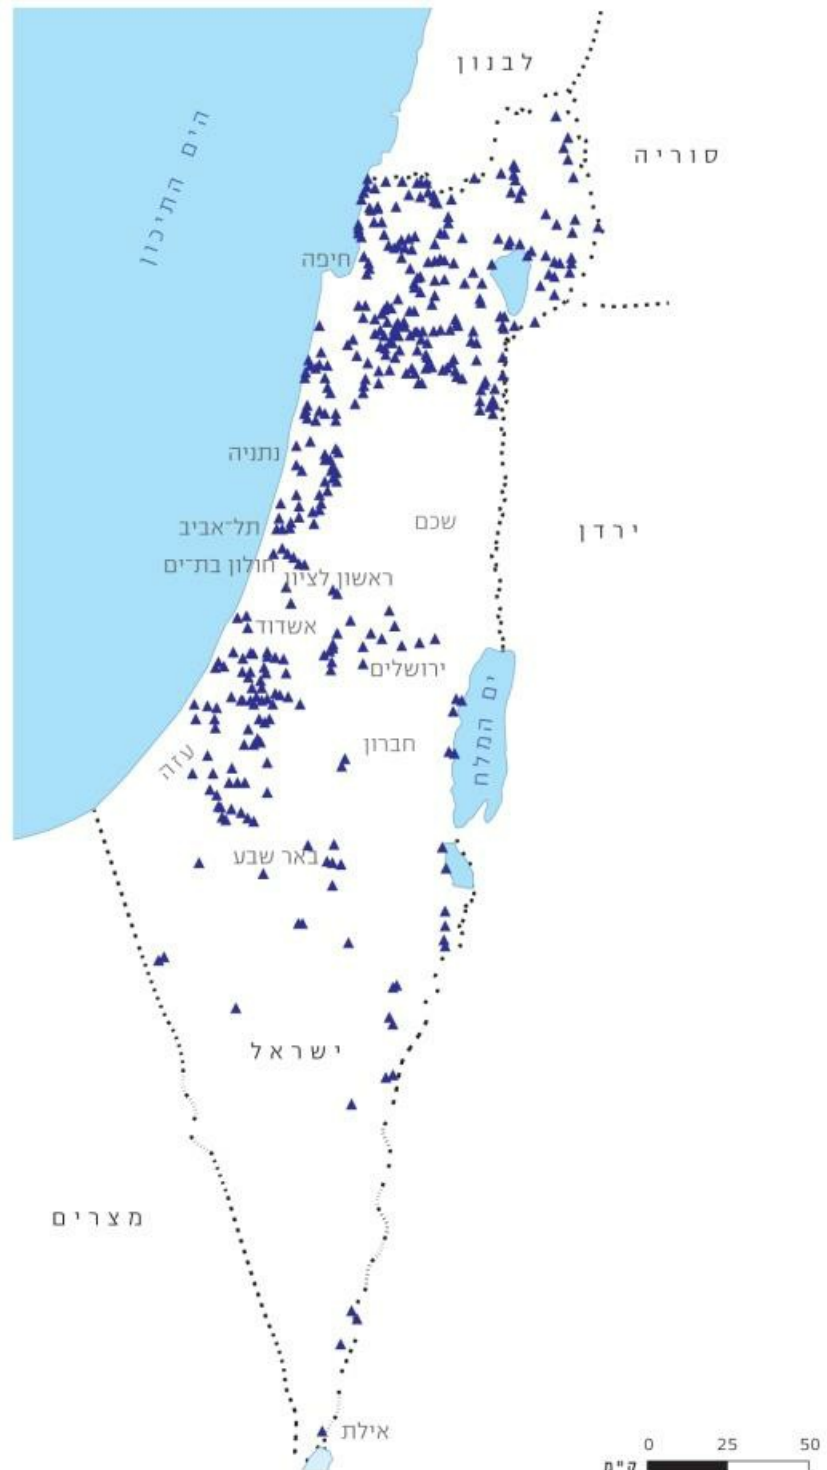 לבנון
סוריה
הים התיכון
חיפה
נתניה
שכם
תל־אביב
ירדן
חולון בת־ים
ראשון לציון
אשדוד
ירושלים
ים המלח
חברון
עזה
באר שבע
ישראל
מצרים
אילת
0 25 50
ק"מ